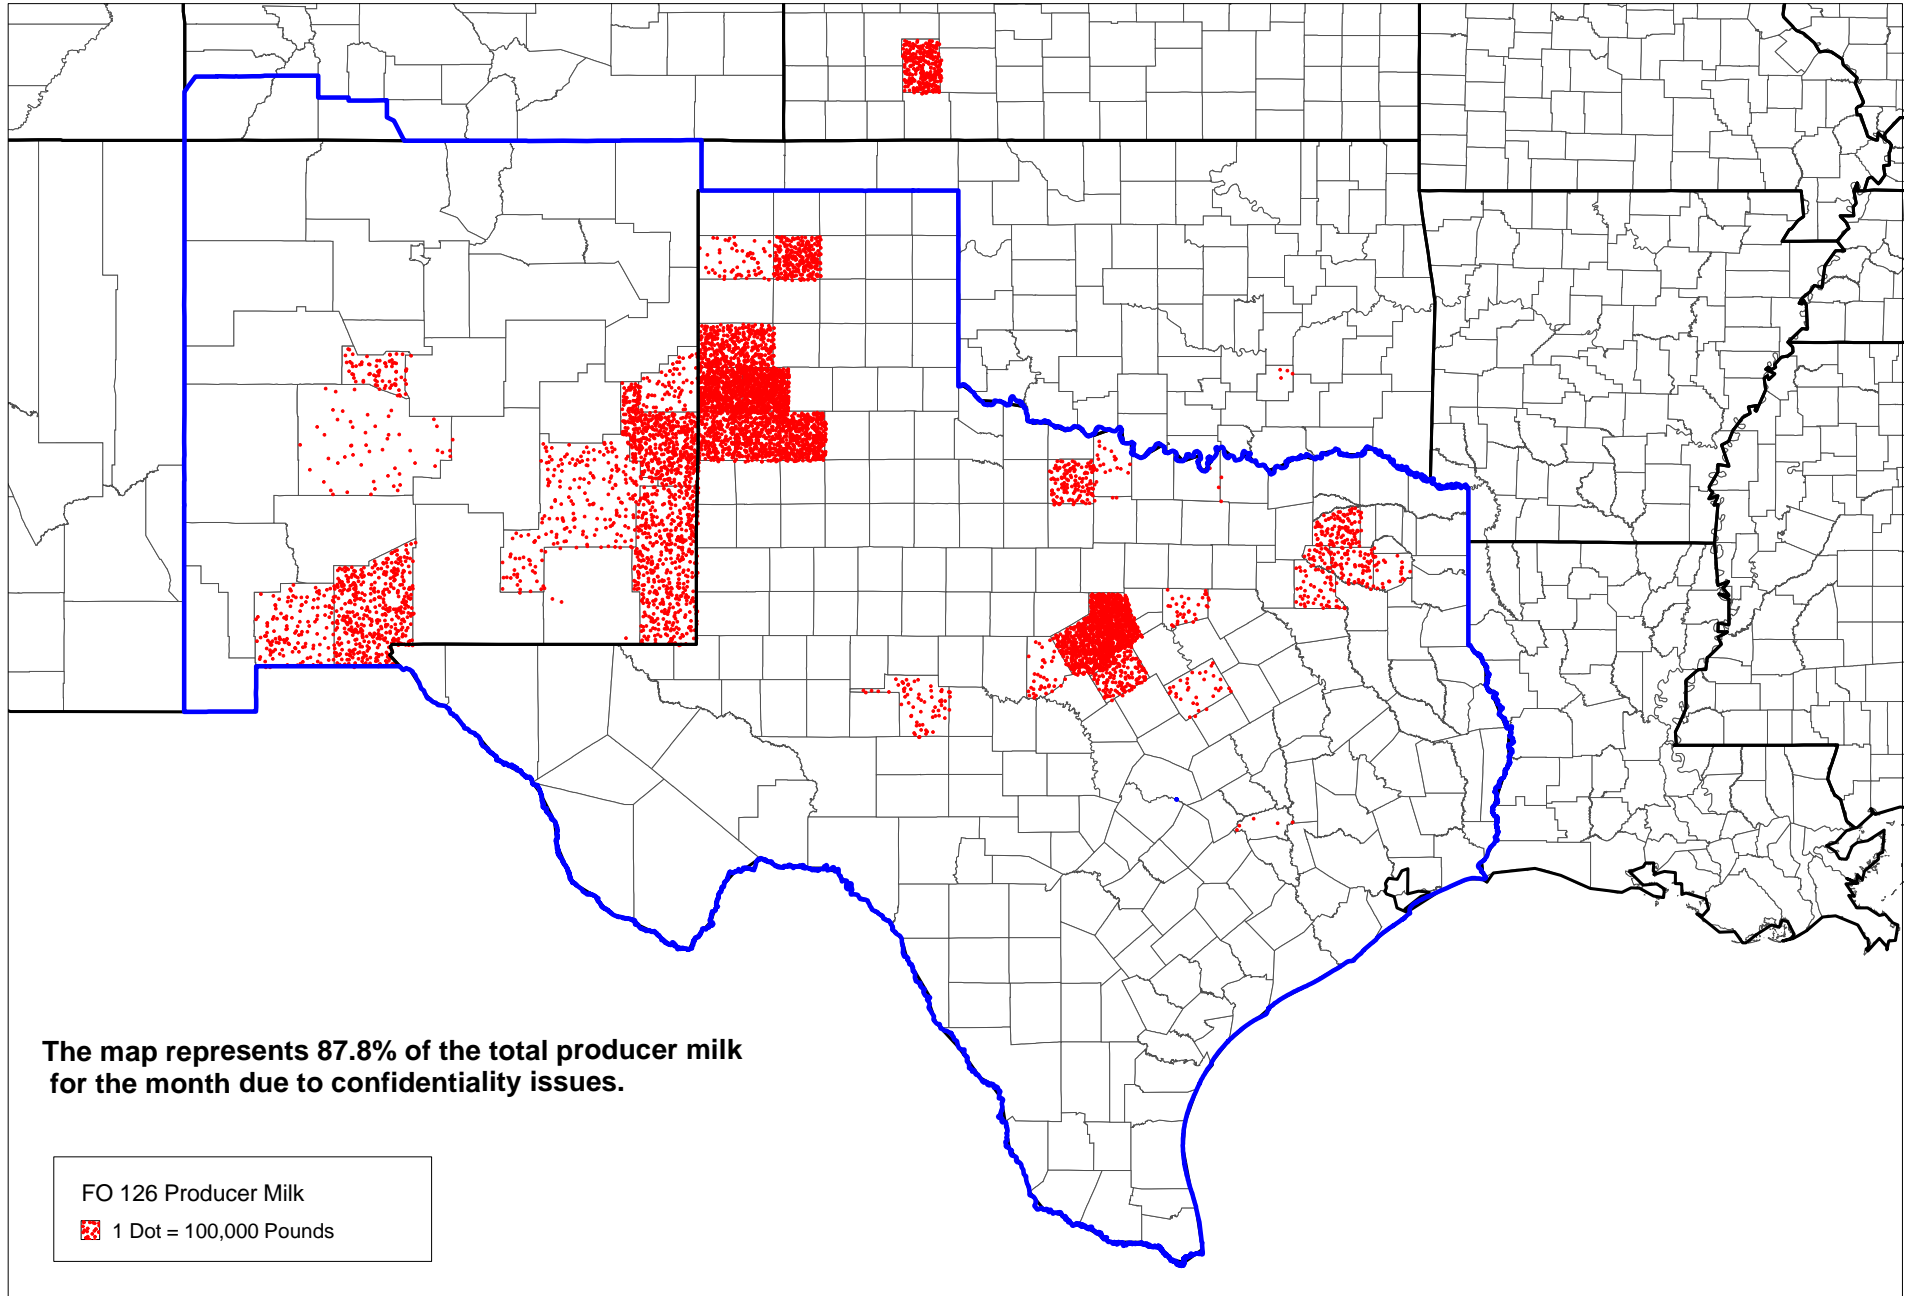 The map represents 87.8% of the total producer milk
for the month due to confidentiality issues.
FO 126 Producer Milk
1 Dot = 100,000 Pounds